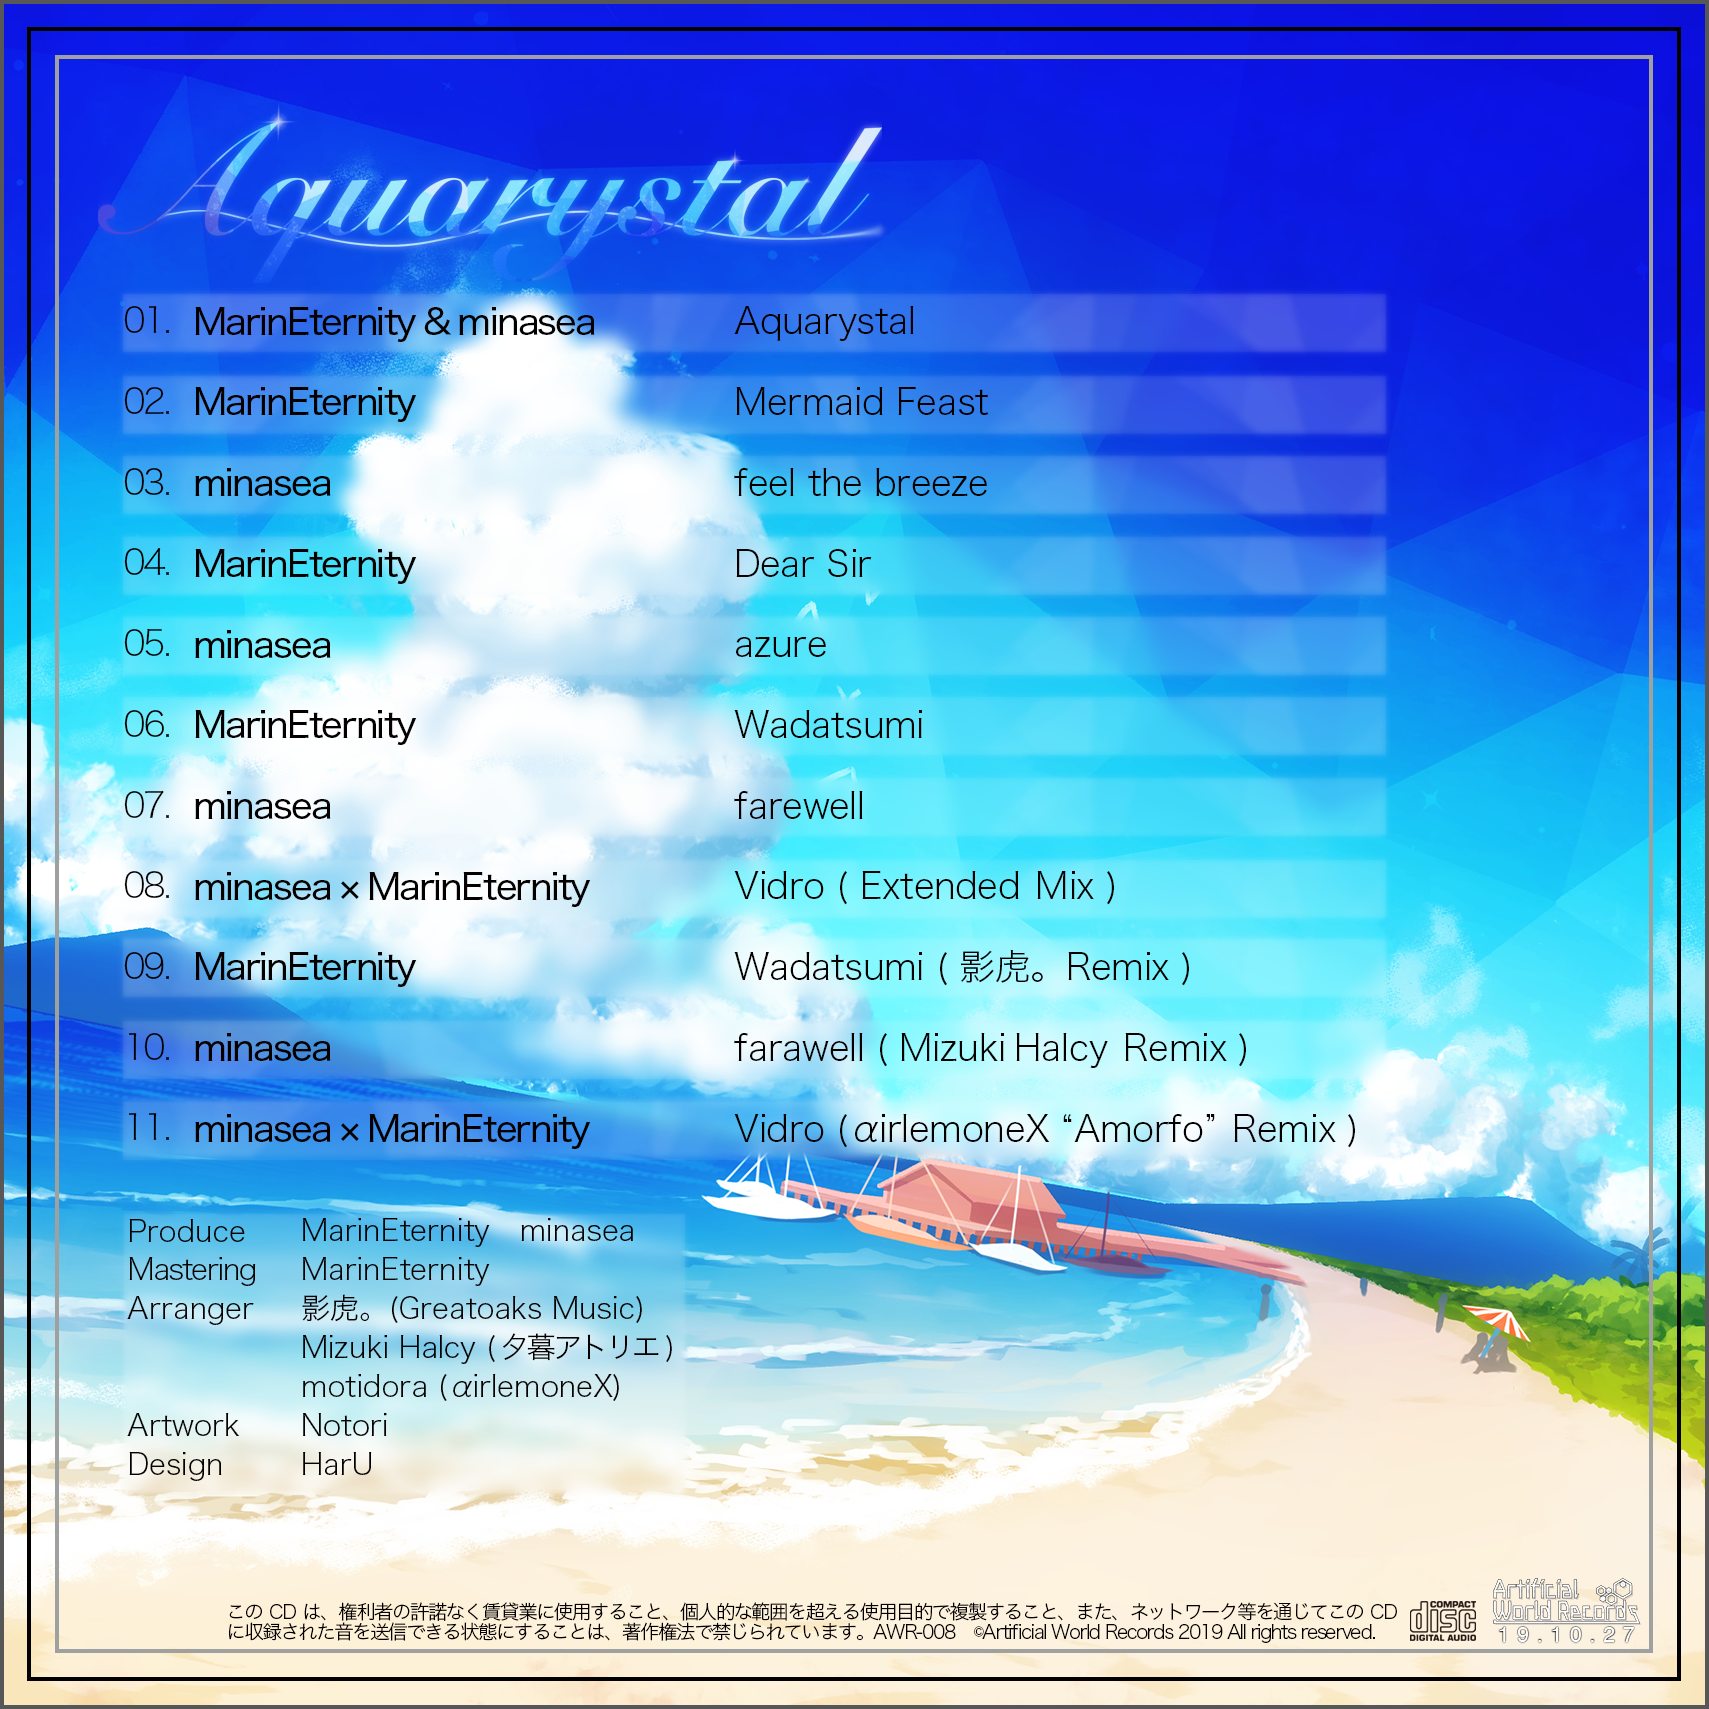 Aquarystal
01. MarinEternity & minasea Aquarystal
02. MarinEternity Mermaid Feast
03. minasea feel the breeze
04. MarinEternity Dear Sir
05. minasea azure
06. MarinEternity Wadatsumi
07. minasea farewell
08. minasea × MarinEternity Vidro ( Extended Mix )
09. MarinEternity Wadatsumi ( 影虎。Remix )
10. minasea farawell ( Mizuki Halcy Remix )
11. minasea × MarinEternity Vidro (αirlemoneX “Amorfo” Remix )
Produce MarinEternity minasea
Mastering MarinEternity
Arranger 影虎。(Greatoaks Music)
Mizuki Halcy (夕暮アトリエ)
motidora (αirlemoneX)
Artwork Notori
Design HarU
この CD は、権利者の許諾なく賃貸業に使用すること、個人的な範囲を超える使用目的で複製すること、また、ネットワーク等を通じてこの CD
に収録された音を送信できる状態にすることは、著作権法で禁じられています。AWR-008 ©Artificial World Records 2019 All rights reserved.
COMPACT
disc
DIGITAL AUDIO
Artificial
World Records
19.10.27